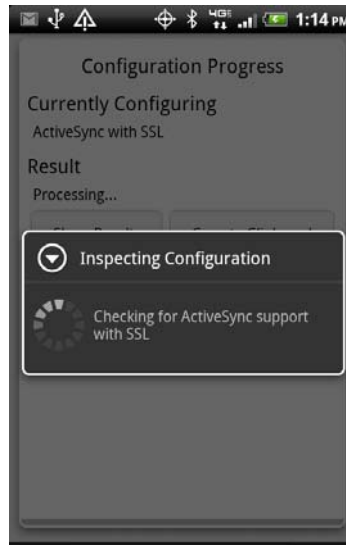 4GE 1:14 PM
Configuration Progress
Currently Configuring
ActiveSync with SSL
Result
Processing...
Inspecting Configuration
Checking for ActiveSync support
with SSL